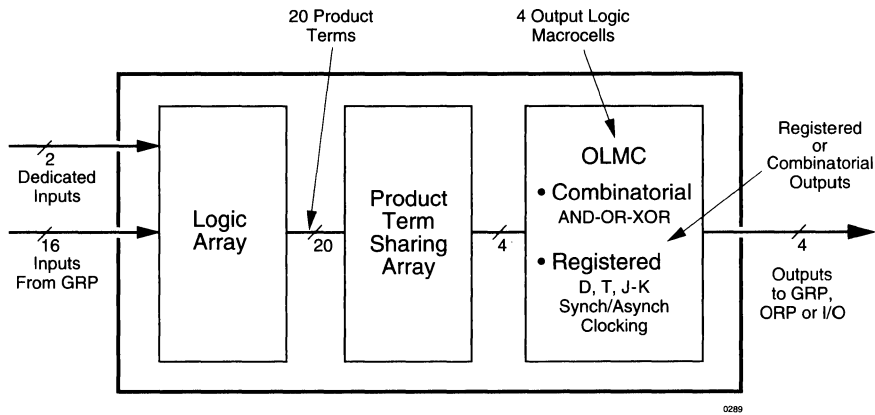 20 Product
Terms
4 Output Logic
Macrocells
2
Dedicated
Inputs
16
Inputs
From GRP
Logic
Array
20
Product
Term
Sharing
Array
4
OLMC
• Combinatorial
AND-OR-XOR
• Registered
D, T, J-K
Synch/Asynch
Clocking
Registered
or
Combinatorial
Outputs
4
Outputs
to GRP,
ORP or I/O
0289